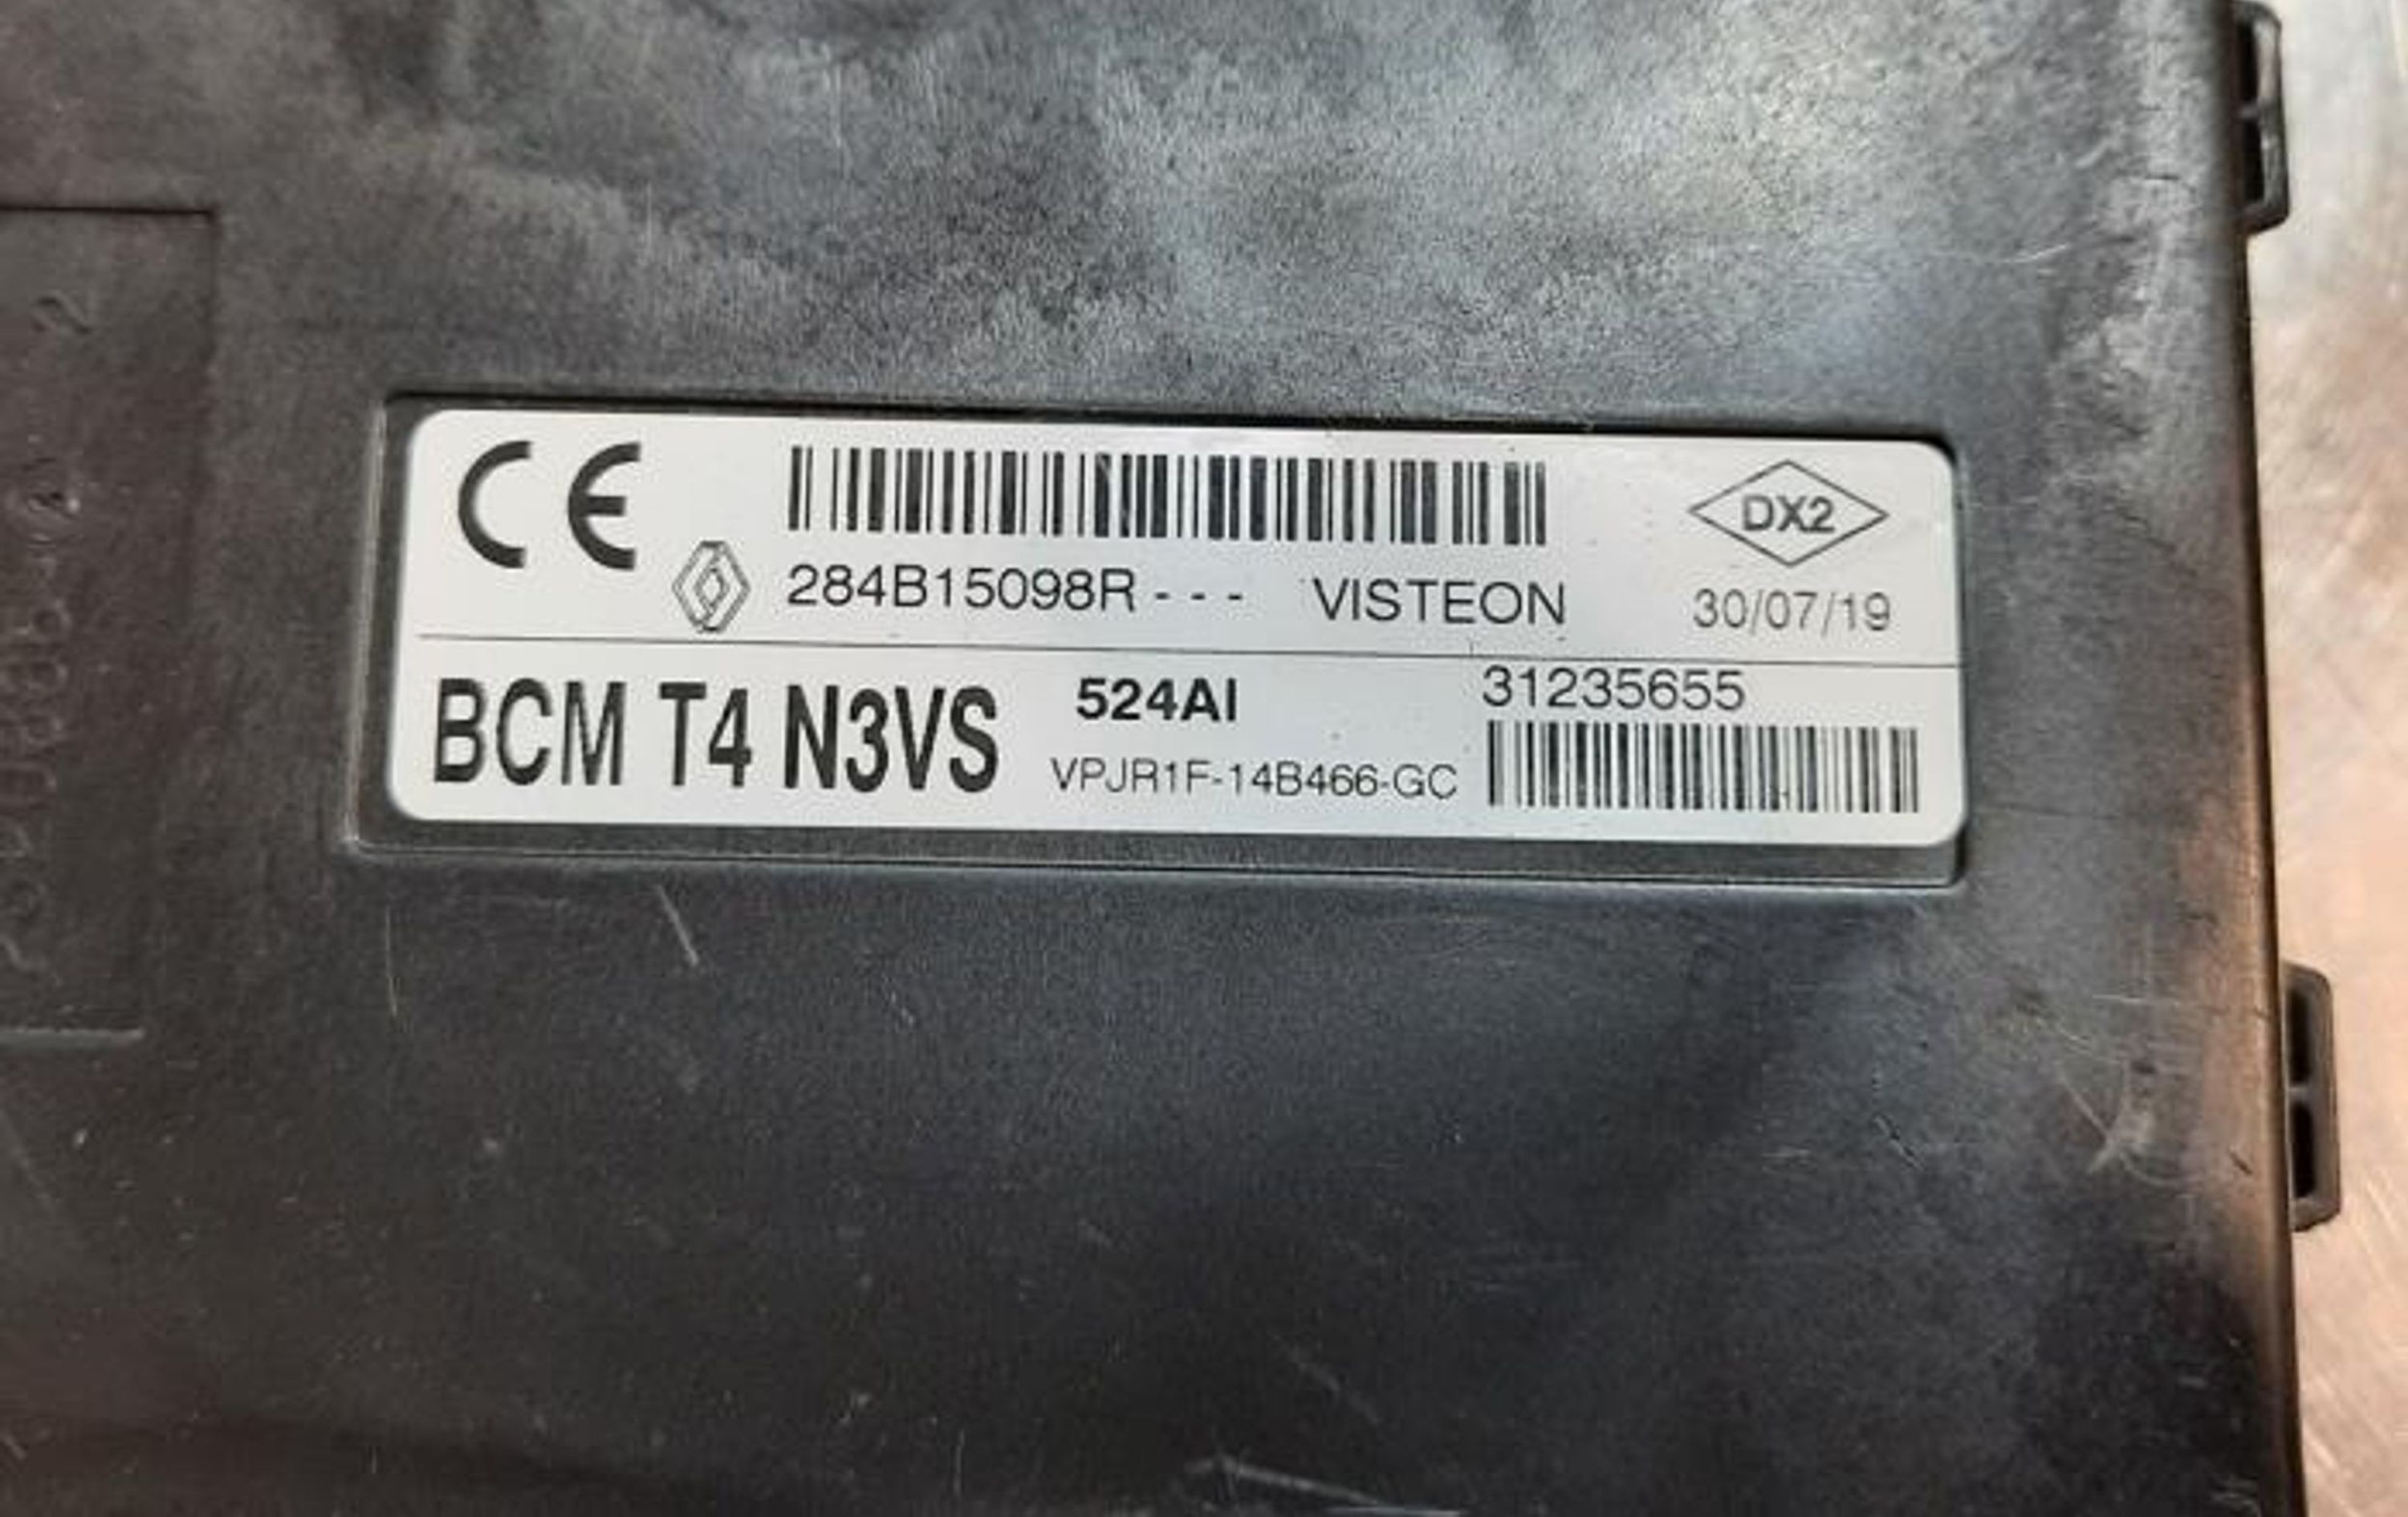 CE
284B15098R - - - VISTEON
DX2
30/07/19
BCM T4 N3VS
524AI
VPJR1F-14B466-GC
31235655